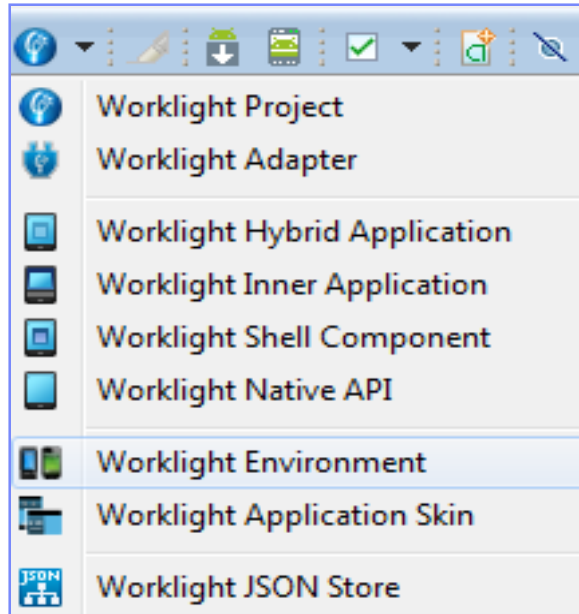 Worklight Project
Worklight Adapter
Worklight Hybrid Application
Worklight Inner Application
Worklight Shell Component
Worklight Native API
Worklight Environment
Worklight Application Skin
JSON
Worklight JSON Store